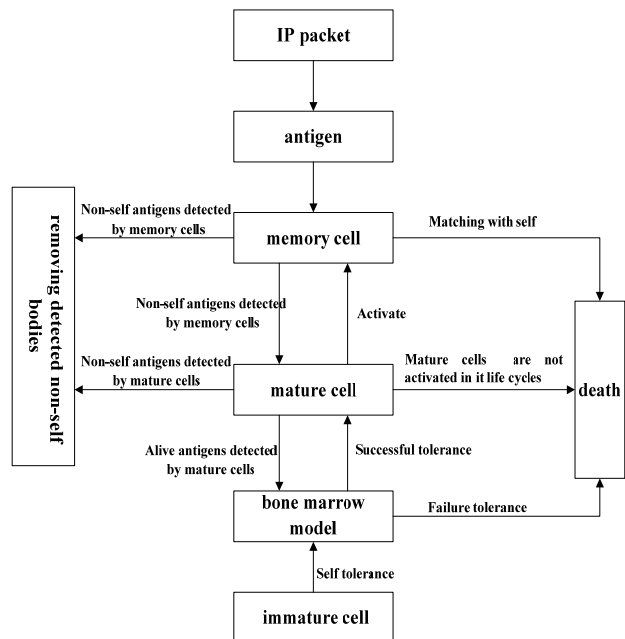 IP packet
antigen
Non-self antigens detected
by memory cells
memory cell
Matching with self
removing detected non-self
bodies
Non-self antigens detected
by memory cells
Activate
Non-self antigens detected
by mature cells
mature cell
Mature cells are not
activated in it life cycles
death
Alive antigens detected
by mature cells
Successful tolerance
bone marrow
model
Failure tolerance
Self tolerance
immature cell